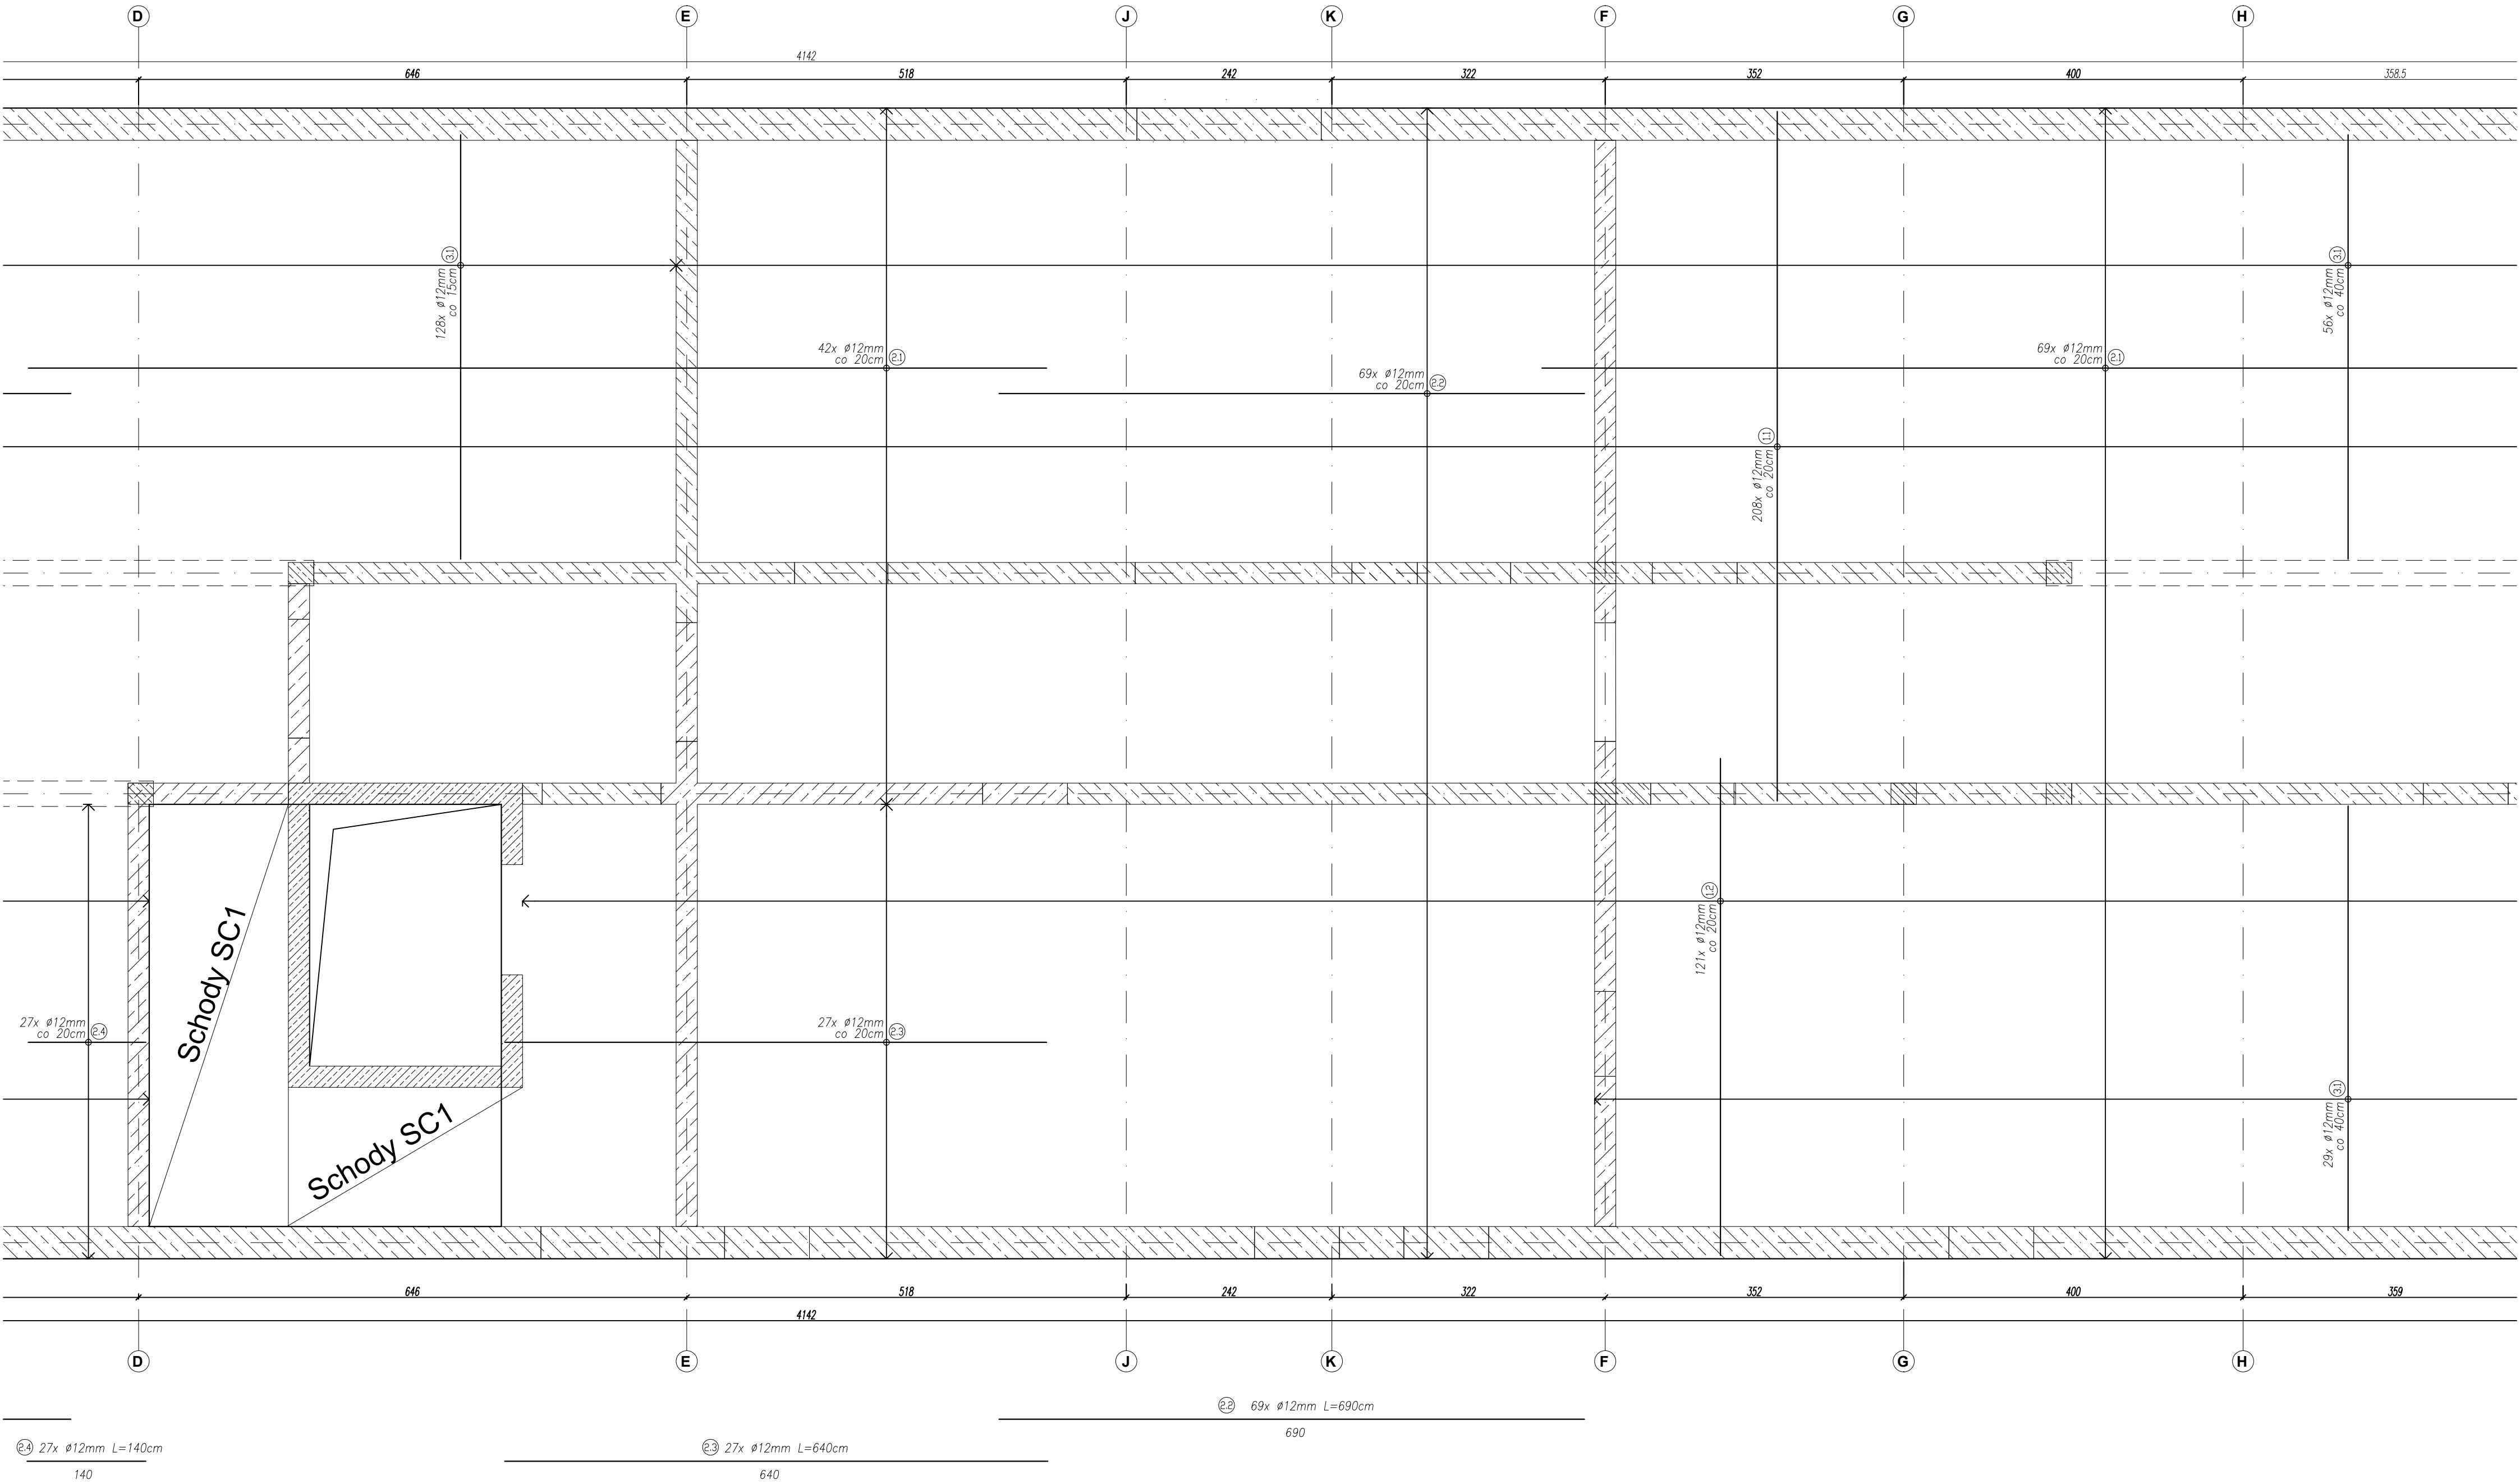 D E J K F G H
4142
646 518 242 322 352 400 358.5
3.1
128x ø12mm
co 15cm
3.1
56x ø12mm
co 40cm
42x ø12mm
co 20cm 2.1
69x ø12mm
co 20cm 2.1
69x ø12mm
co 20cm 2.2
1.1
208x ø12mm
co 20cm
1.2
121x ø12mm
co 20cm
Schody SC1
27x ø12mm
co 20cm 2.4
27x ø12mm
co 20cm 2.3
Schody SC1
3.1
29x ø12mm
co 40cm
646 518 242 322 352 400 359
4142
D E J K F G H
2.2 69x ø12mm L=690cm
690
2.4 27x ø12mm L=140cm
140
2.3 27x ø12mm L=640cm
640